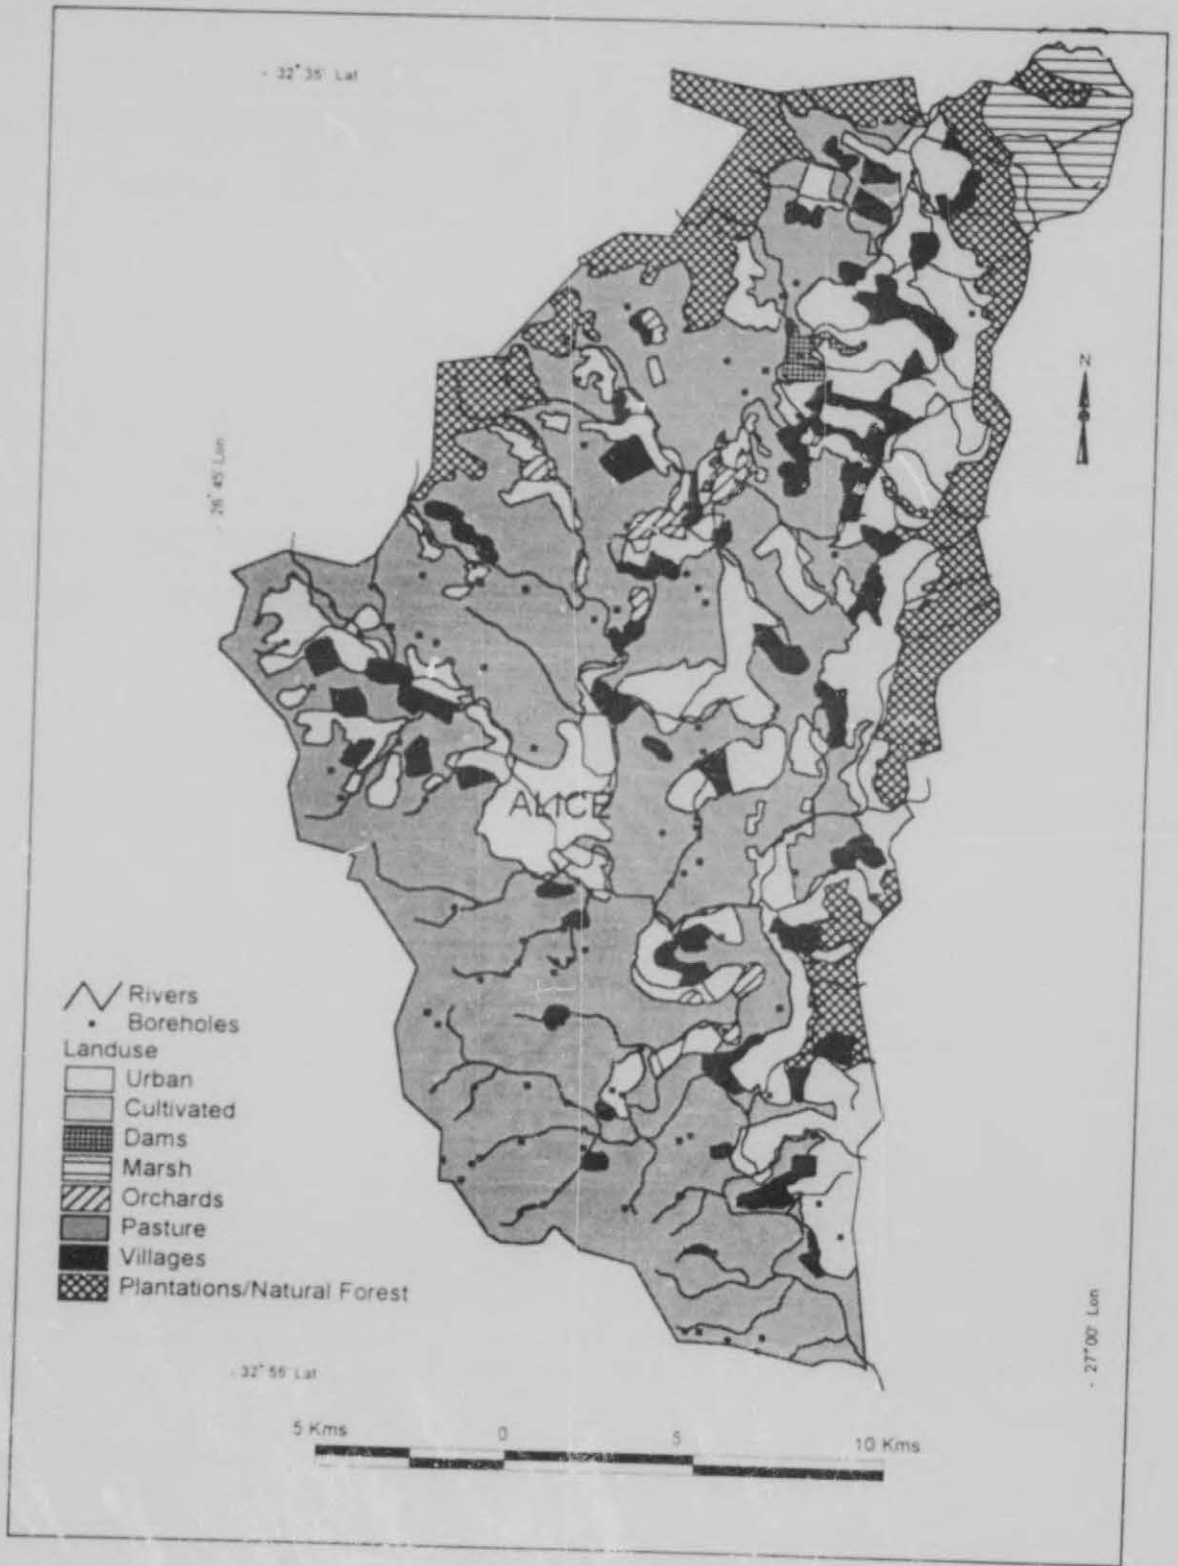 - 32° 35' Lat
N
- 26° 45' Lon
ALICE
Rivers
Boreholes
Landuse
Urban
Cultivated
Dams
Marsh
Orchards
Pasture
Villages
Plantations/Natural Forest
- 27° 00' Lon
- 32° 55' Lat
5 Kms 0 5 10 Kms